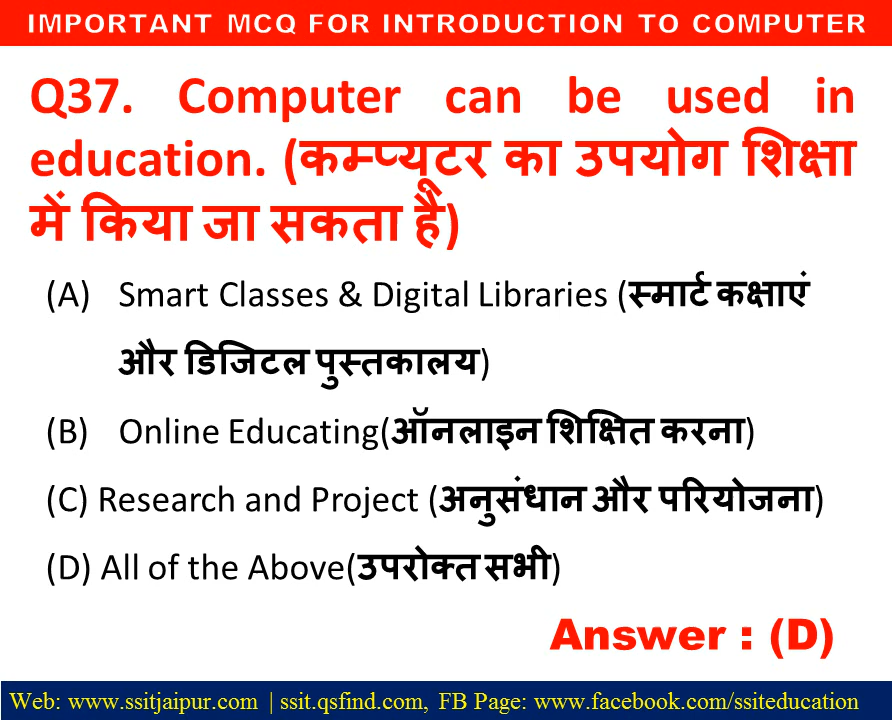 IMPORTANT MCQ FOR INTRODUCTION TO COMPUTER
Q37. Computer can be used in
education. (कम्प्यूटर का उपयोग शिक्षा
में किया जा सकता है)
(A) Smart Classes & Digital Libraries (स्मार्ट कक्षाएं
और डिजिटल पुस्तकालय)
(B) Online Educating(ऑनलाइन शिक्षित करना)
(C) Research and Project (अनुसंधान और परियोजना)
(D) All of the Above(उपरोक्त सभी)
Answer : (D)
Web: www.ssitjaipur.com | ssit.qsfind.com, FB Page: www.facebook.com/ssiteducation